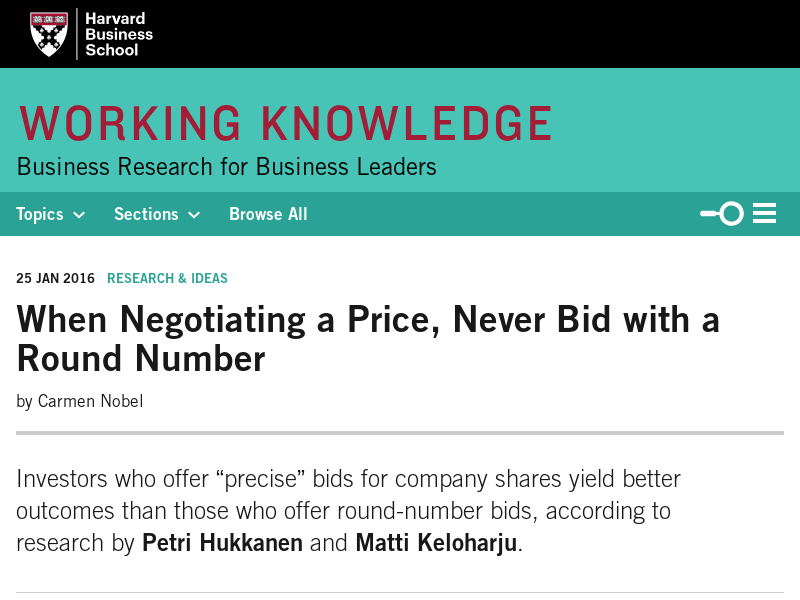 Harvard
Business
School
WORKING KNOWLEDGE
Business Research for Business Leaders
Topics Sections Browse All
25 JAN 2016 RESEARCH & IDEAS
When Negotiating a Price, Never Bid with a
Round Number
by Carmen Nobel
Investors who offer “precise” bids for company shares yield better
outcomes than those who offer round-number bids, according to
research by Petri Hukkanen and Matti Keloharju.